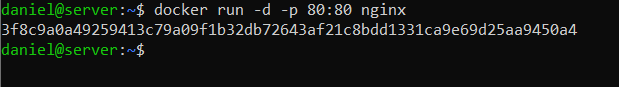 daniel@server:~$ docker run -d -p 80:80 nginx
3f8c9a0a49259413c79a09f1b32db72643af21c8bdd1331ca9e69d25aa9450a4
daniel@server:~$